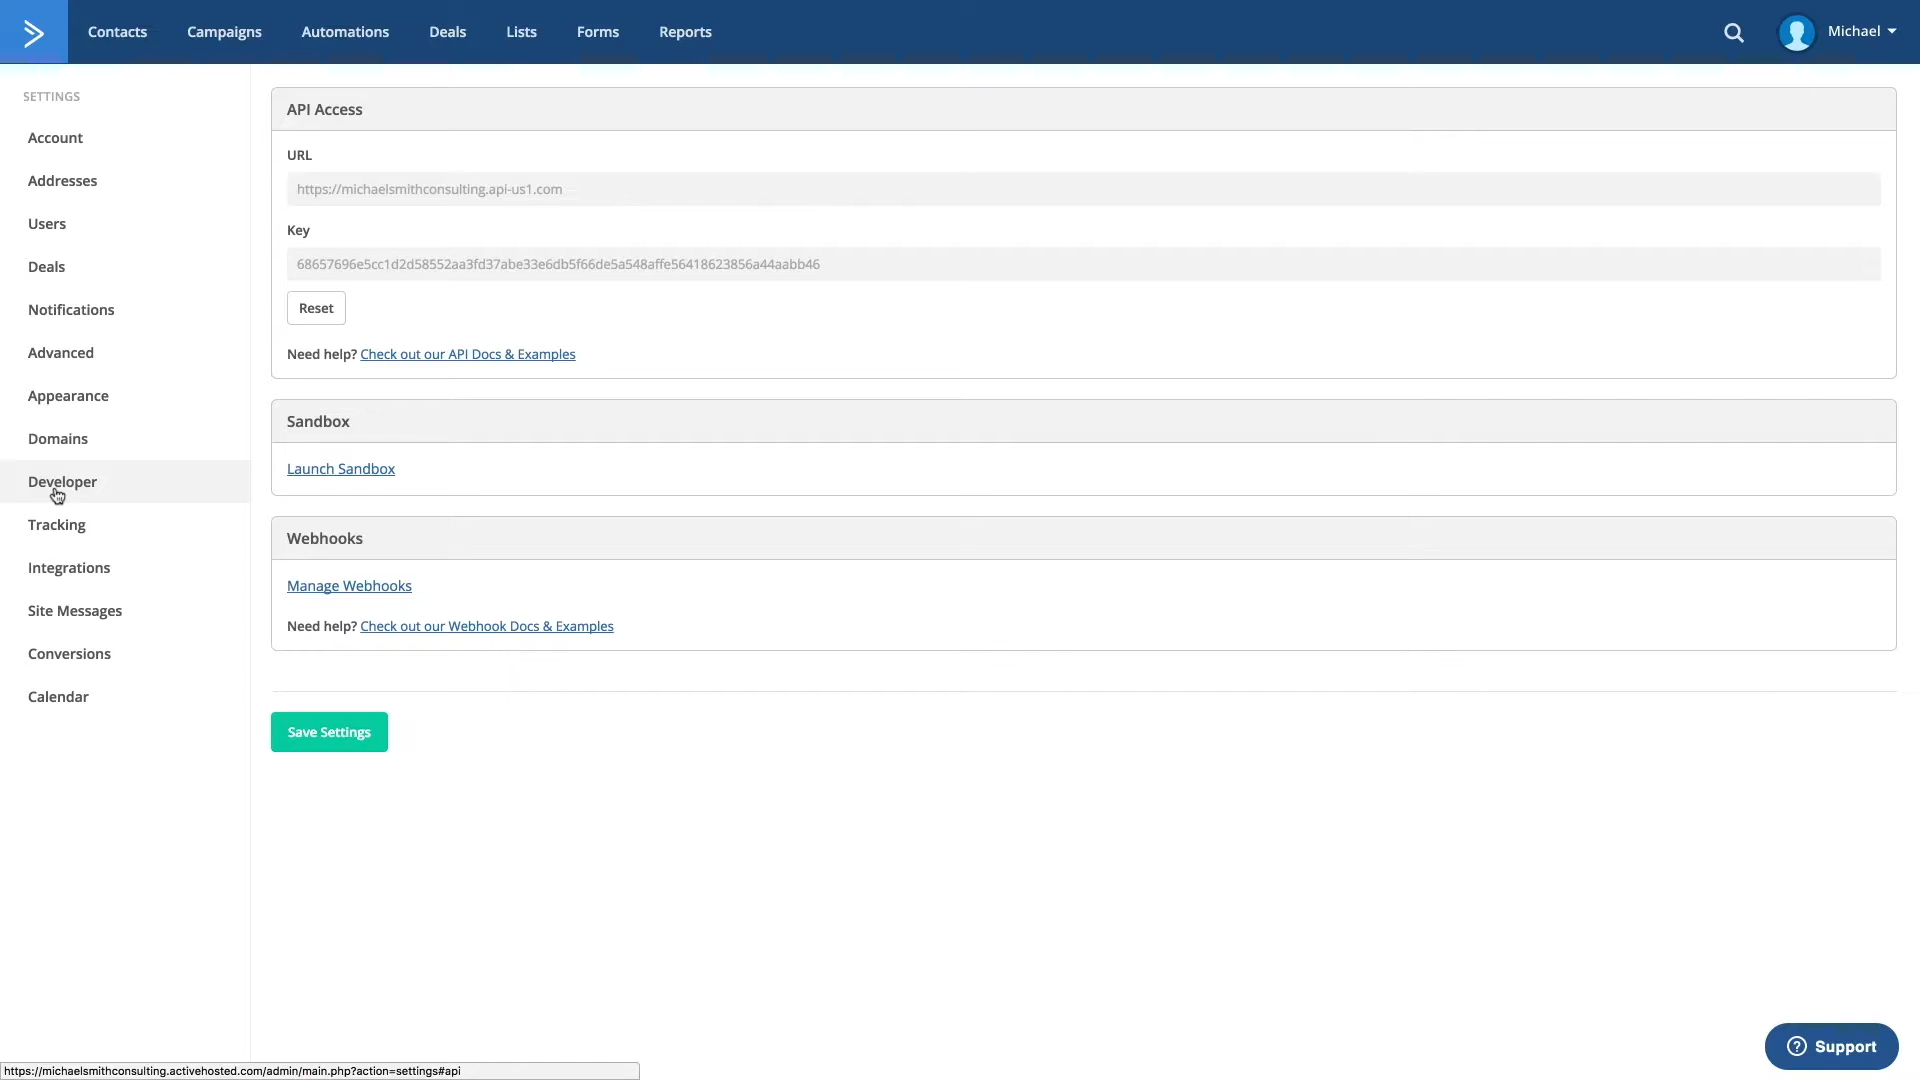 Contacts
Campaigns
Automations
Deals
Lists
Forms
Reports
Michael
SETTINGS
Account
Addresses
Users
Deals
Notifications
Advanced
Appearance
Domains
Developer
Tracking
Integrations
Site Messages
Conversions
Calendar
API Access
URL
https://michaelsmithconsulting.api-us1.com
Key
68657696e5cc1d2d58552aa3fd37abe33e6db5f66de5a548affe56418623856a44aabb46
Reset
Need help? Check out our API Docs & Examples
Sandbox
Launch Sandbox
Webhooks
Manage Webhooks
Need help? Check out our Webhook Docs & Examples
Save Settings
Support
https://michaelsmithconsulting.activehosted.com/admin/main.php?action=settings#api